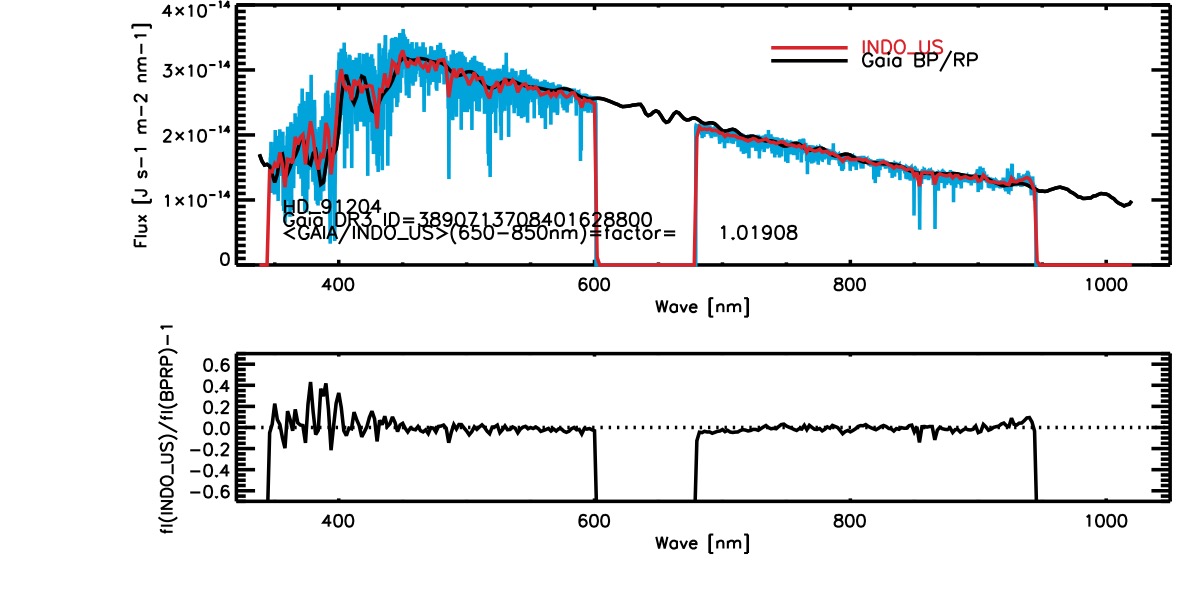 4×10⁻¹⁴
3×10⁻¹⁴
2×10⁻¹⁴
1×10⁻¹⁴
0
Flux [J s−1 m−2 nm−1]
INDO_US
Gaia BP/RP
HD_91204
Gaia DR3 ID=3890713708401628800
<GAIA/INDO_US>(650−850nm)=factor= 1.01908
400 600 800 1000
Wave [nm]
fl(INDO_US)/fl(BPRP)−1
0.6
0.4
0.2
0.0
−0.2
−0.4
−0.6
400 600 800 1000
Wave [nm]